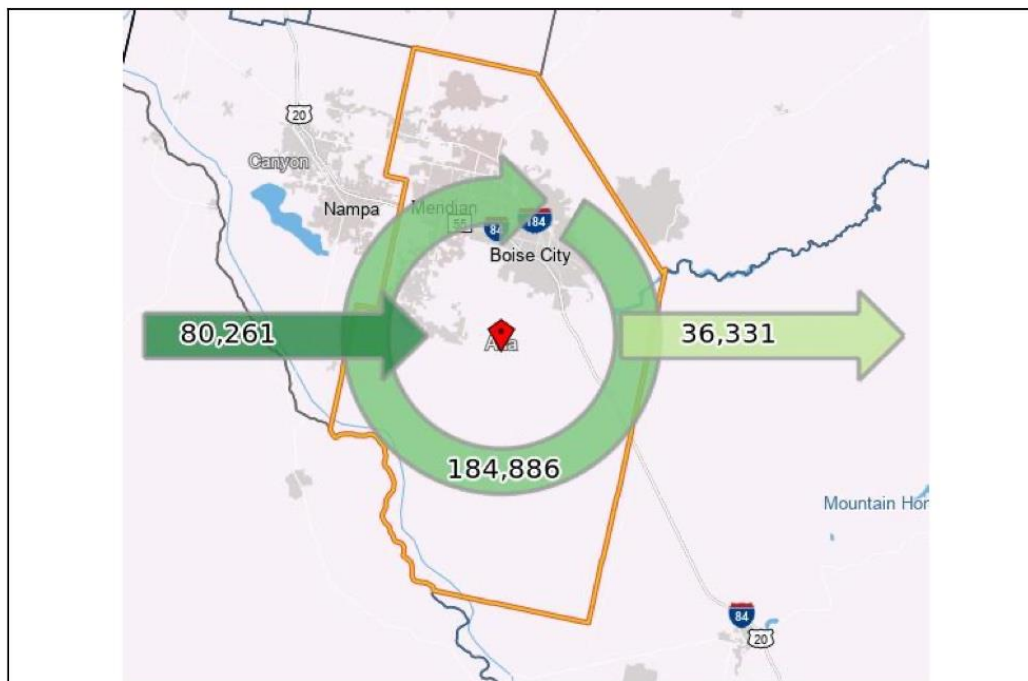 20
Canyon
Nampa
Meridian
55
84
184
Boise City
80,261
36,331
Ada
184,886
Mountain Hor
84
20